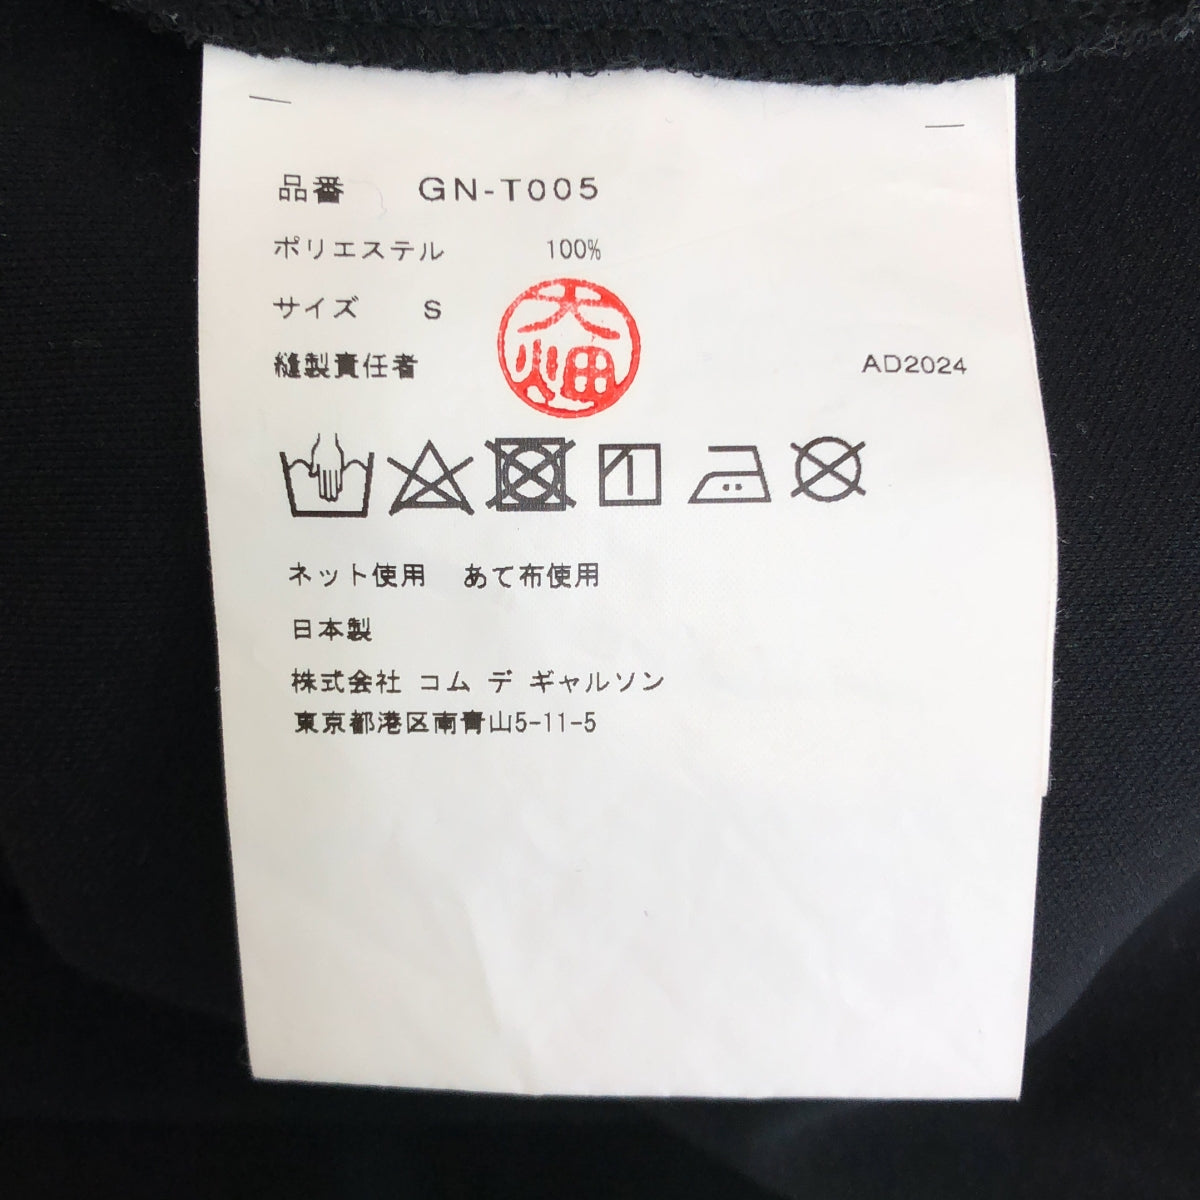 品番 GN-T005
ポリエステル 100%
サイズ S
大畑
縫製責任者 AD2024
ネット使用 あて布使用
日本製
株式会社 コム デ ギャルソン
東京都港区南青山5-11-5